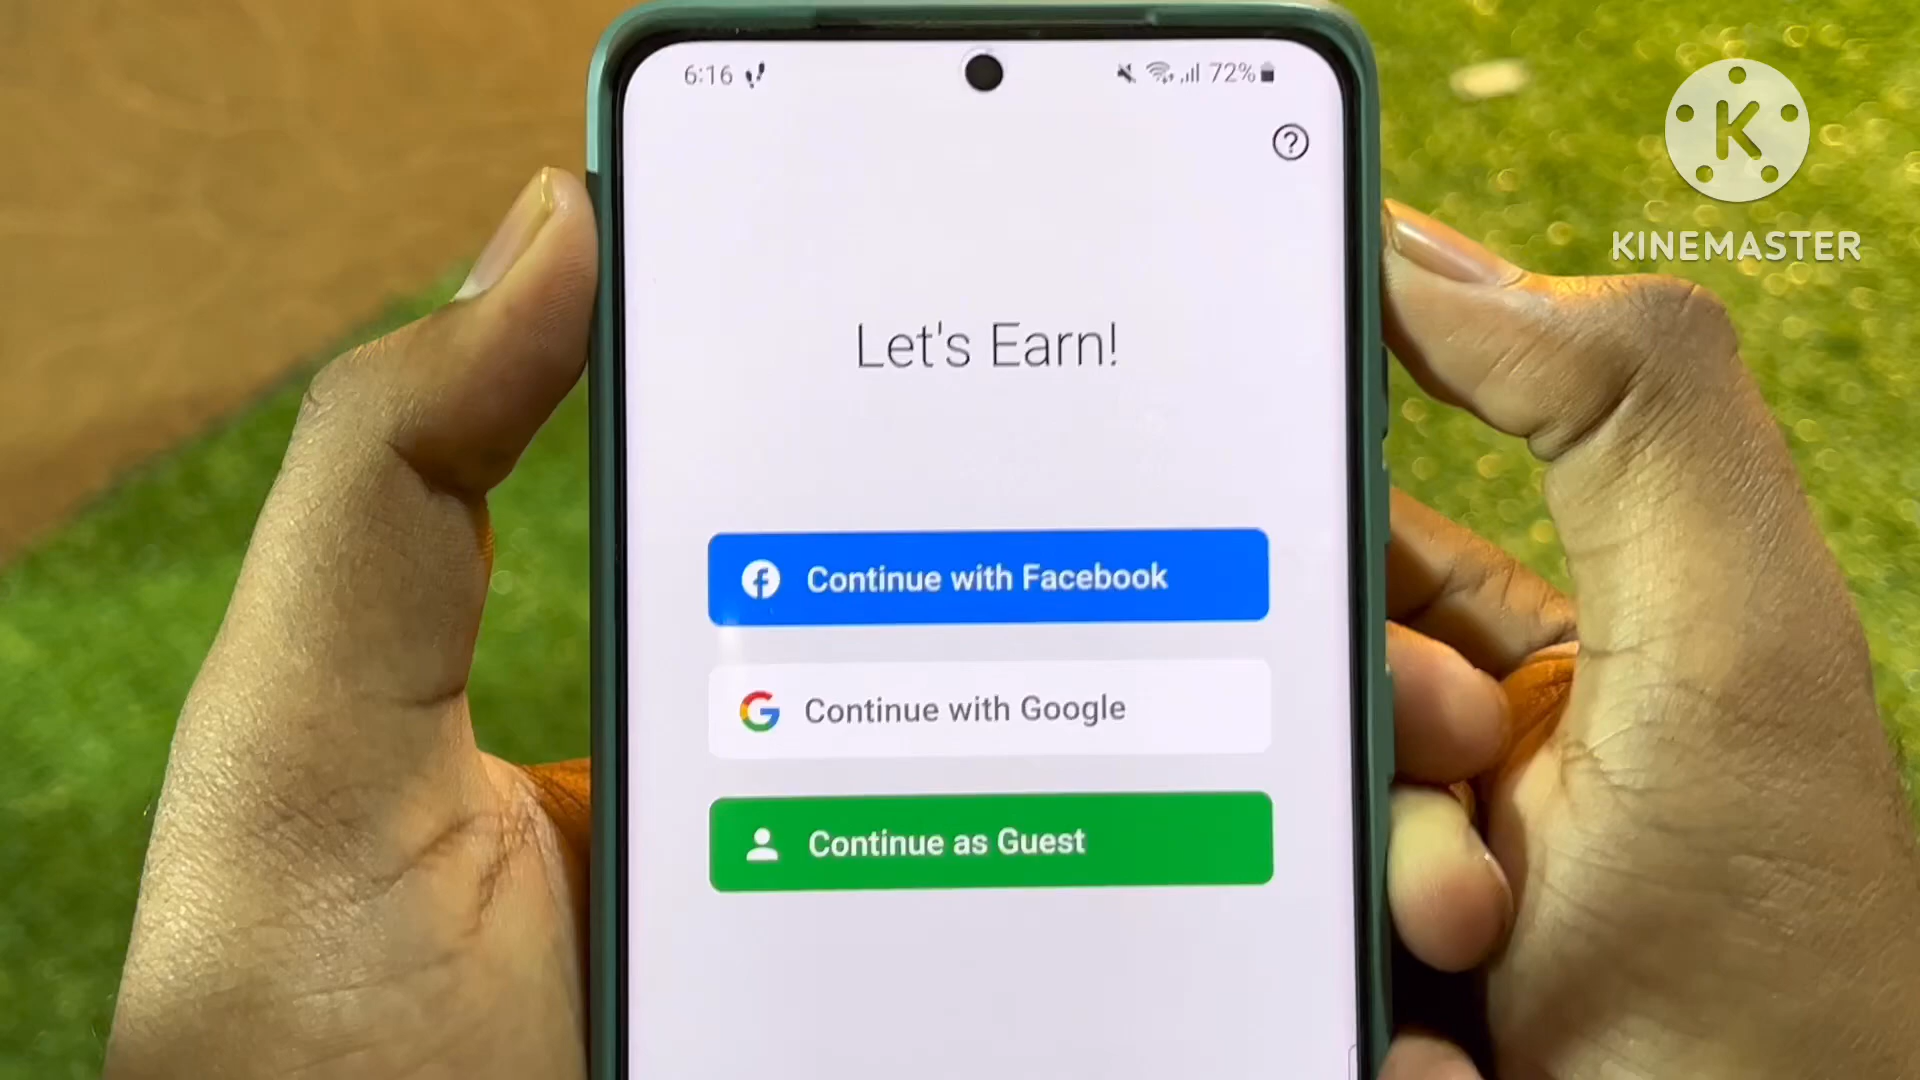 6:16 72%
K
KINEMASTER
Let's Earn!
Continue with Facebook
Continue with Google
Continue as Guest